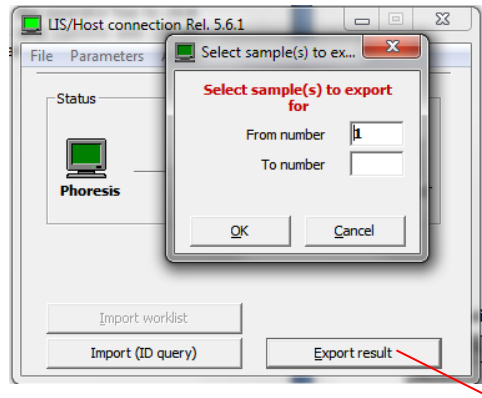 LIS/Host connection Rel. 5.6.1
File Parameters
Select sample(s) to ex...
Status
Select sample(s) to export
for
From number 1
To number
Phoresis
OK Cancel
Import worklist
Import (ID query) Export result